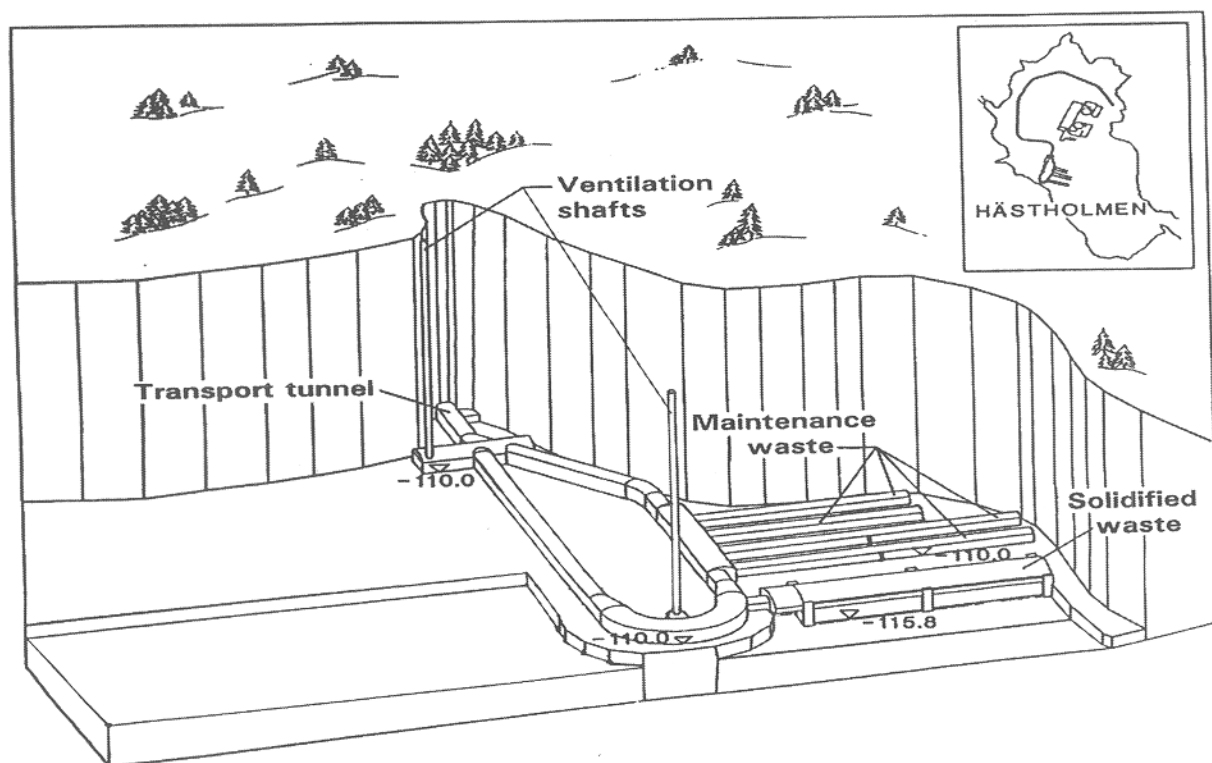 HÄSTHOLMEN
Ventilation
shafts
Transport tunnel
-110.0
Maintenance
waste
Solidified
waste
-110.0
-115.8
-110.0